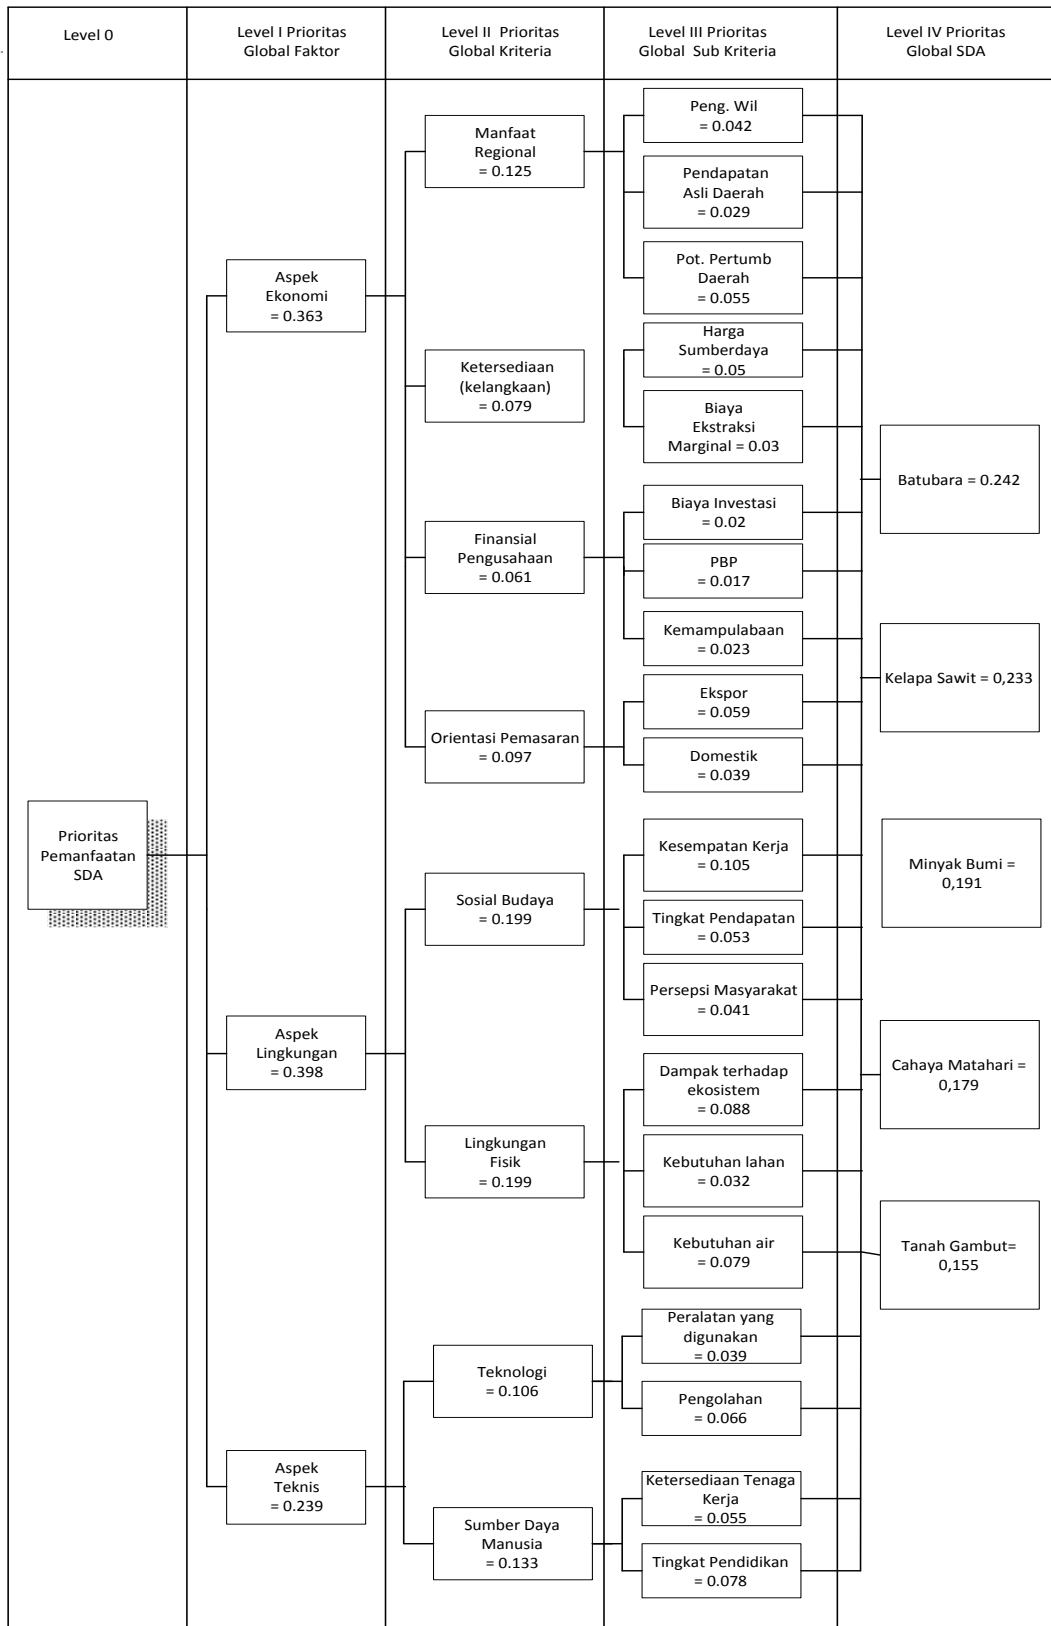 Level 0
Level I Prioritas
Global Faktor
Level II  Prioritas
Global Kriteria
Level III Prioritas
Global  Sub Kriteria
Level IV Prioritas
Global SDA
Prioritas
Pemanfaatan
SDA
Aspek
Ekonomi
= 0.363
Aspek
Lingkungan
= 0.398
Aspek
Teknis
= 0.239
Manfaat
Regional
= 0.125
Ketersediaan
(kelangkaan)
= 0.079
Finansial
Pengusahaan
= 0.061
Orientasi Pemasaran
= 0.097
Sosial Budaya
= 0.199
Lingkungan
Fisik
= 0.199
Teknologi
= 0.106
Sumber Daya
Manusia
= 0.133
Peng. Wil
= 0.042
Pendapatan
Asli Daerah
= 0.029
Pot. Pertumb
Daerah
= 0.055
Harga
Sumberdaya
= 0.05
Biaya
Ekstraksi
Marginal = 0.03
Biaya Investasi
= 0.02
PBP
= 0.017
Kemampulabaan
= 0.023
Ekspor
= 0.059
Domestik
= 0.039
Kesempatan Kerja
= 0.105
Tingkat Pendapatan
= 0.053
Persepsi Masyarakat
= 0.041
Dampak terhadap
ekosistem
= 0.088
Kebutuhan lahan
= 0.032
Kebutuhan air
= 0.079
Peralatan yang
digunakan
= 0.039
Pengolahan
= 0.066
Ketersediaan Tenaga
Kerja
= 0.055
Tingkat Pendidikan
= 0.078
Batubara = 0.242
Kelapa Sawit = 0,233
Minyak Bumi =
0,191
Cahaya Matahari =
0,179
Tanah Gambut=
0,155